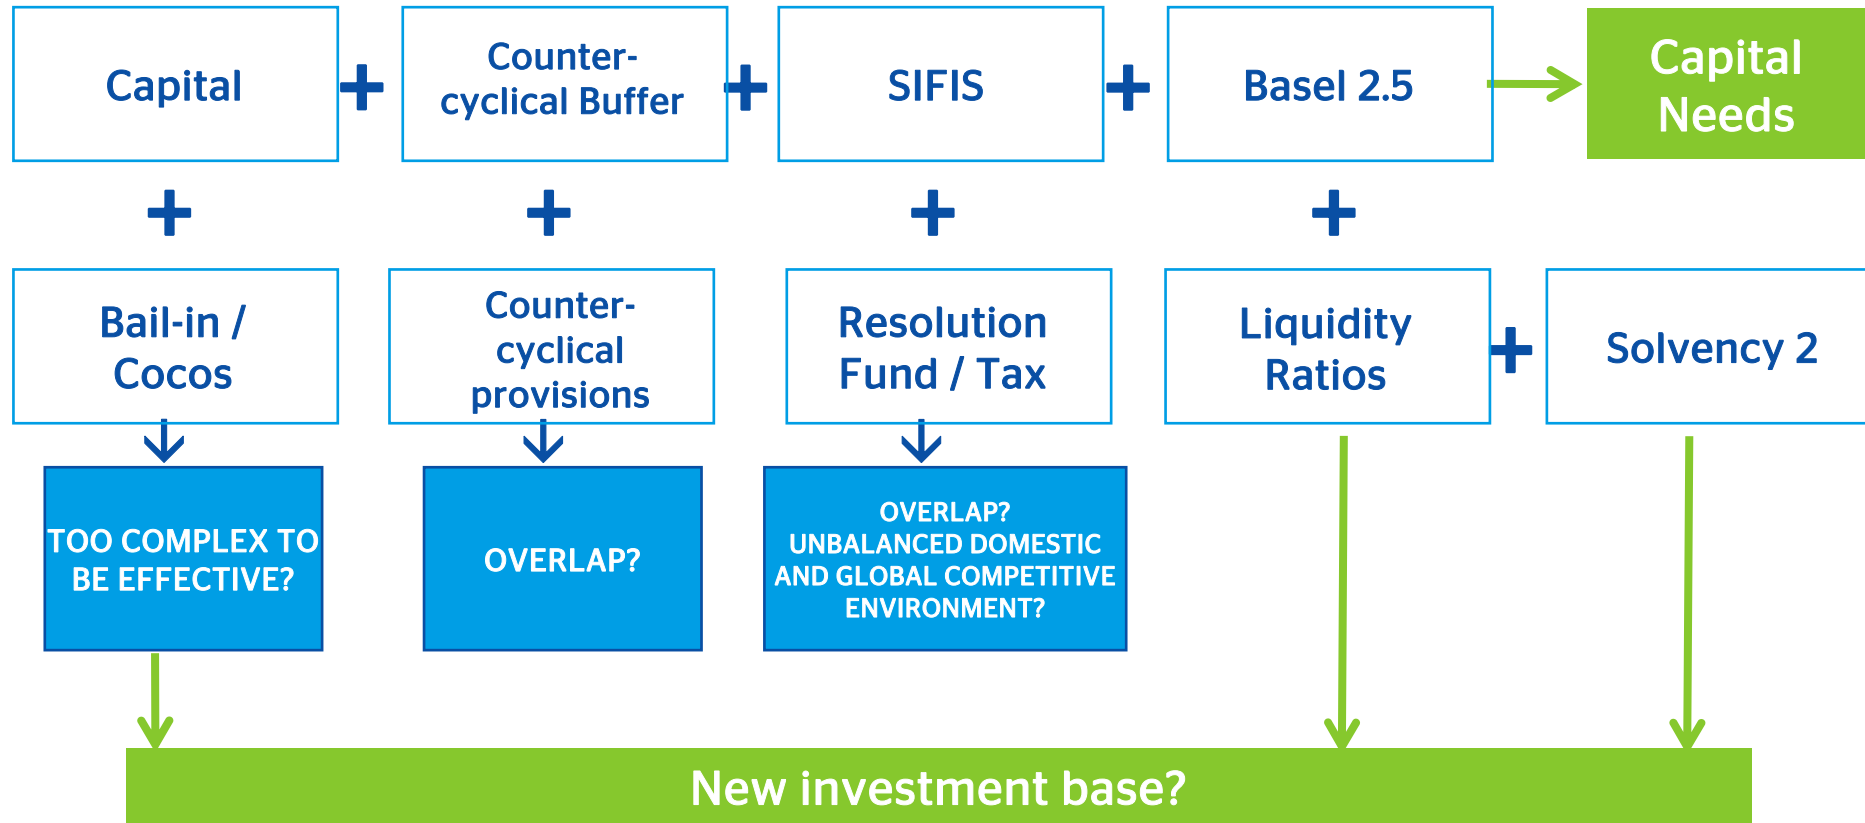 Capital
+
Counter-
cyclical Buffer
+
SIFIS
+
Basel 2.5
Capital
Needs
+
+
+
+
Bail-in /
Cocos
Counter-
cyclical
provisions
Resolution
Fund / Tax
Liquidity
Ratios
+
Solvency 2
TOO COMPLEX TO
BE EFFECTIVE?
OVERLAP?
OVERLAP?
UNBALANCED DOMESTIC
AND GLOBAL COMPETITIVE
ENVIRONMENT?
New investment base?